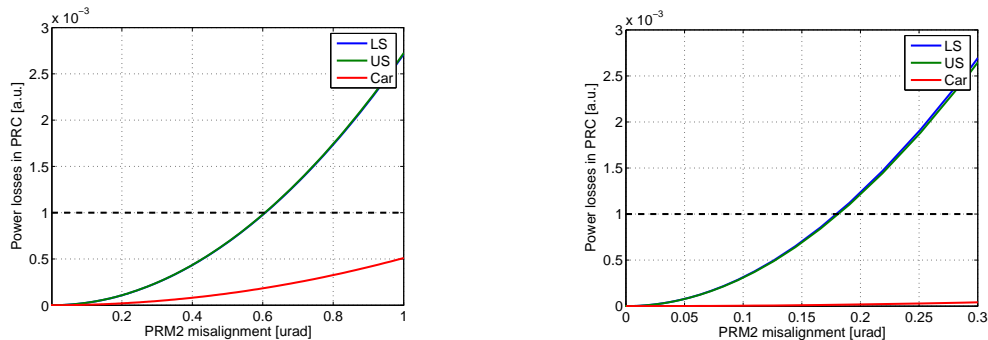 x 10⁻³
3
2.5
2
1.5
1
0.5
0
0.2
0.4
0.6
0.8
1
Power losses in PRC [a.u.]
PRM2 misalignment [urad]
LS
US
Car
x 10⁻³
3
2.5
2
1.5
1
0.5
0
0
0.05
0.1
0.15
0.2
0.25
0.3
Power losses in PRC [a.u.]
PRM2 misalignment [urad]
LS
US
Car